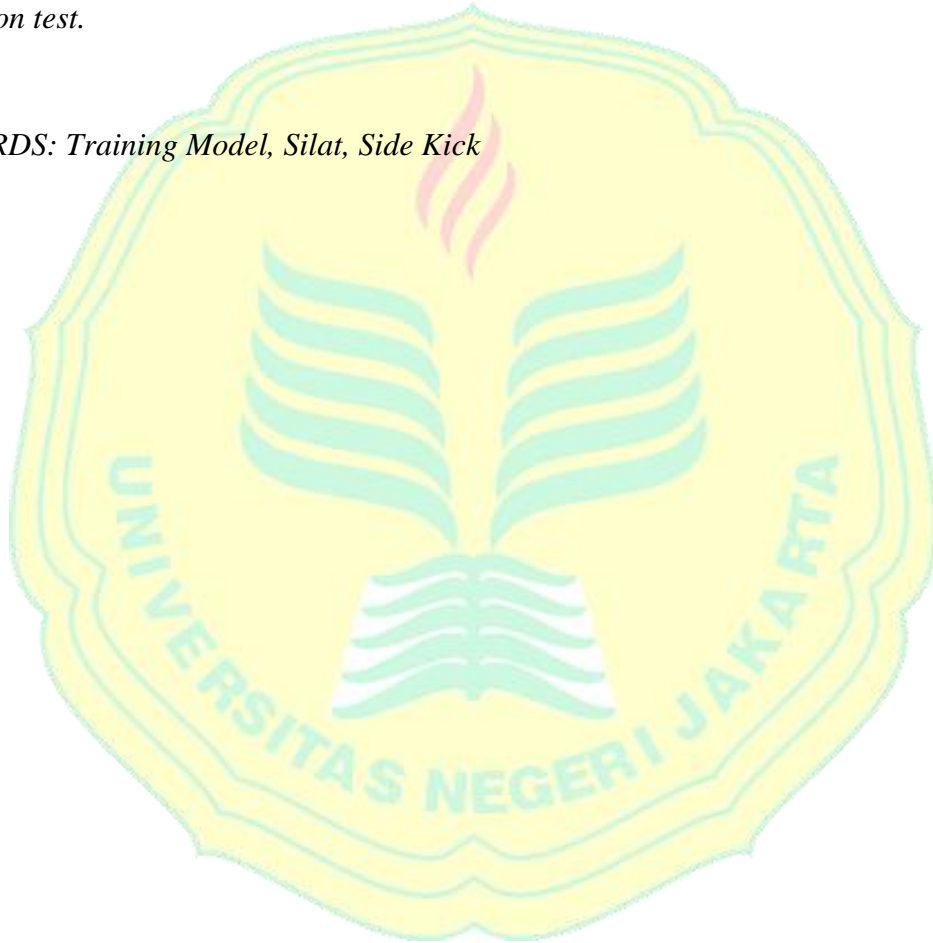 on test.
RDS: Training Model, Silat, Side Kick
UNIVERSITAS NEGERI JAKARTA